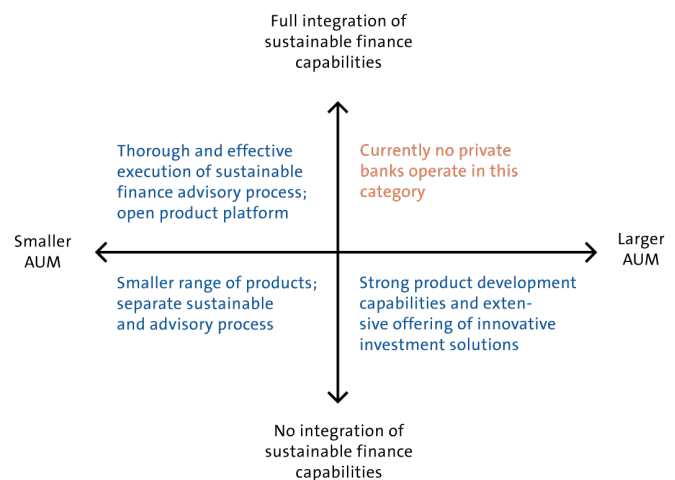 Full integration of
sustainable finance
capabilities
Thorough and effective
execution of sustainable
finance advisory process;
open product platform
Currently no private
banks operate in this
category
Smaller
AUM
Larger
AUM
Smaller range of products;
separate sustainable
and advisory process
Strong product development
capabilities and exten-
sive offering of innovative
investment solutions
No integration of
sustainable finance
capabilities